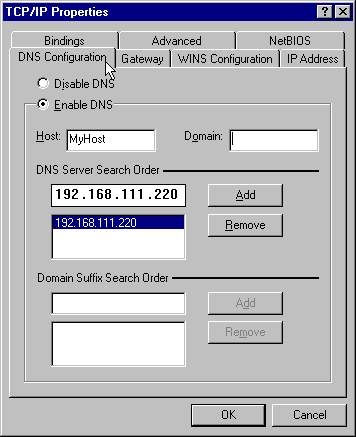 TCP/IP Properties
Bindings Advanced NetBIOS
DNS Configuration Gateway WINS Configuration IP Address
Disable DNS
Enable DNS
Host: MyHost Domain:
DNS Server Search Order
192.168.111.220 Add
192.168.111.220 Remove
Domain Suffix Search Order
Add
Remove
OK Cancel